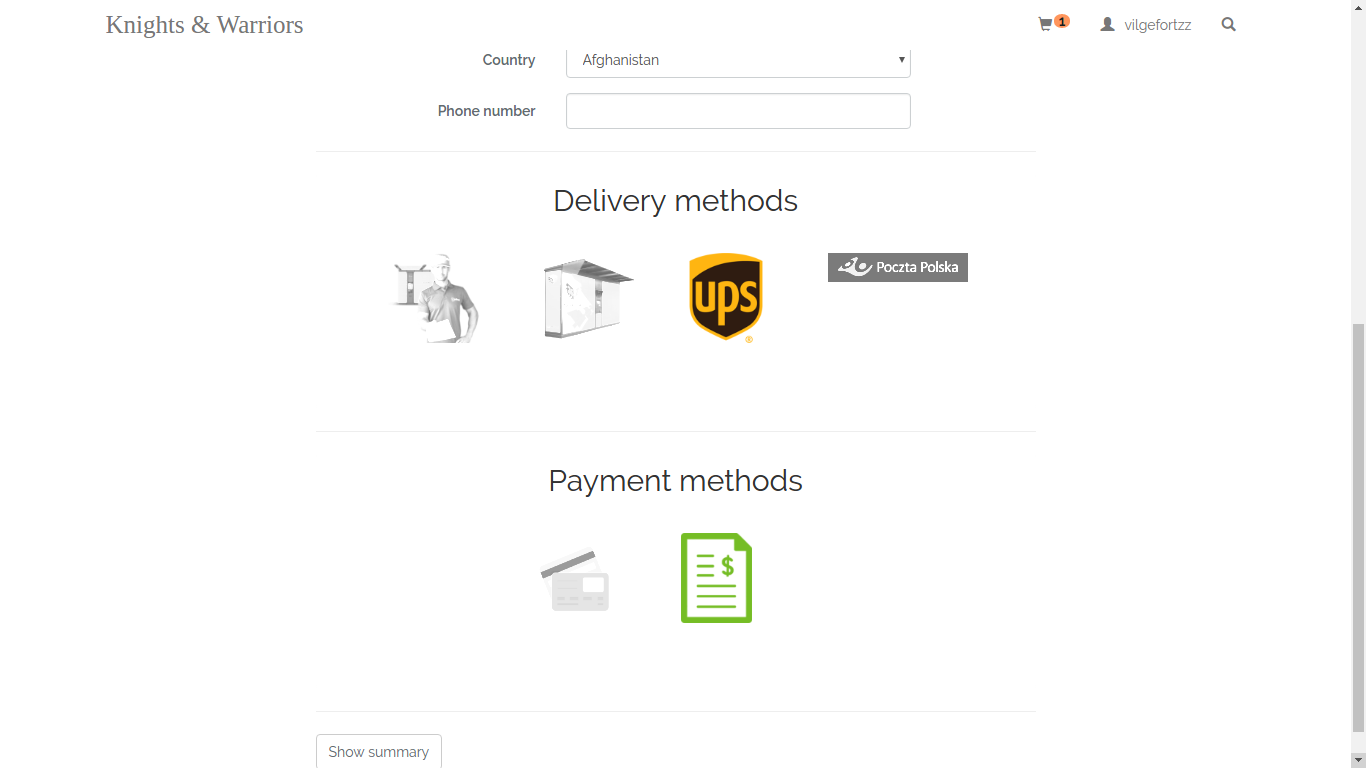 Knights & Warriors
1
vilgefortzz
Country
Afghanistan
Phone number
Delivery methods
ups
®
Poczta Polska
Payment methods
$
Show summary